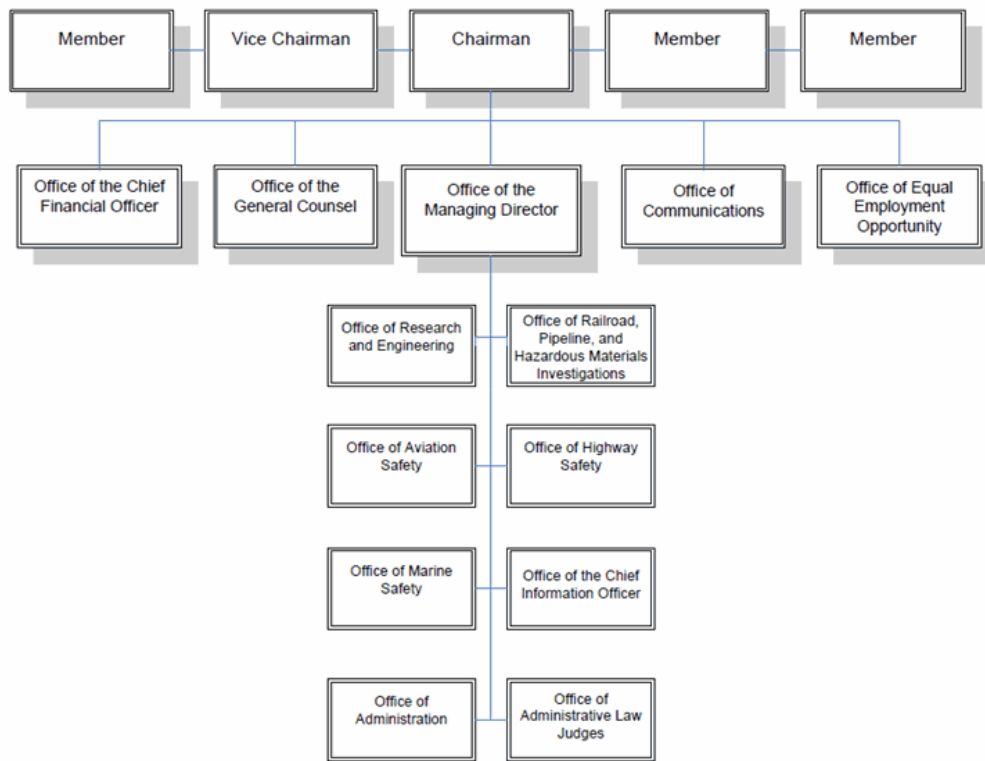 Member
Vice Chairman
Chairman
Member
Member
Office of the Chief
Financial Officer
Office of the
General Counsel
Office of the
Managing Director
Office of
Communications
Office of Equal
Employment
Opportunity
Office of Research
and Engineering
Office of Railroad,
Pipeline, and
Hazardous Materials
Investigations
Office of Aviation
Safety
Office of Highway
Safety
Office of Marine
Safety
Office of the Chief
Information Officer
Office of
Administration
Office of
Administrative Law
Judges